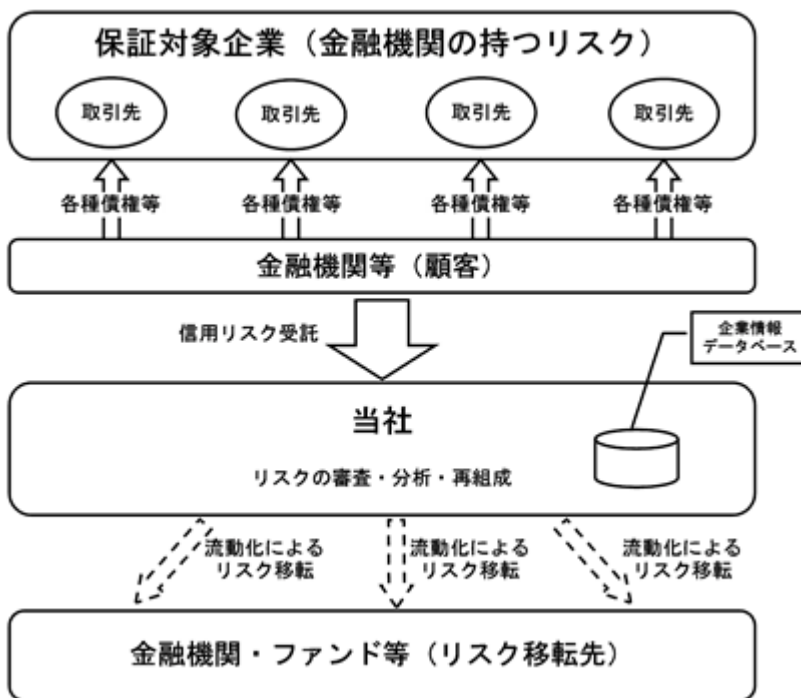 保証対象企業（金融機関の持つリスク）
取引先
取引先
取引先
取引先
各種債権等
各種債権等
各種債権等
各種債権等
金融機関等（顧客）
信用リスク受託
企業情報
データベース
当社
リスクの審査・分析・再組成
流動化による
リスク移転
流動化による
リスク移転
流動化による
リスク移転
金融機関・ファンド等（リスク移転先）